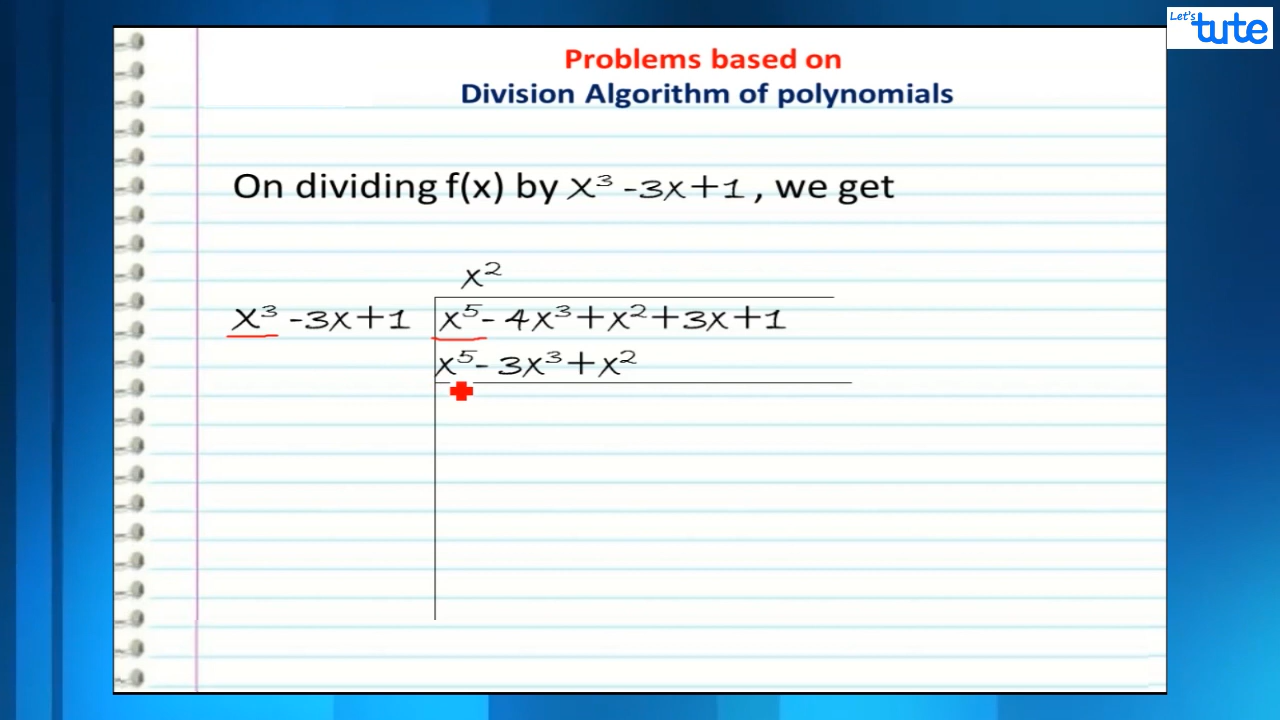 Let's
tute
Problems based on
Division Algorithm of polynomials
On dividing f(x) by x³ -3x+1 , we get
x²
x³ -3x+1 x⁵- 4x³+x²+3x+1
x⁵- 3x³+x²